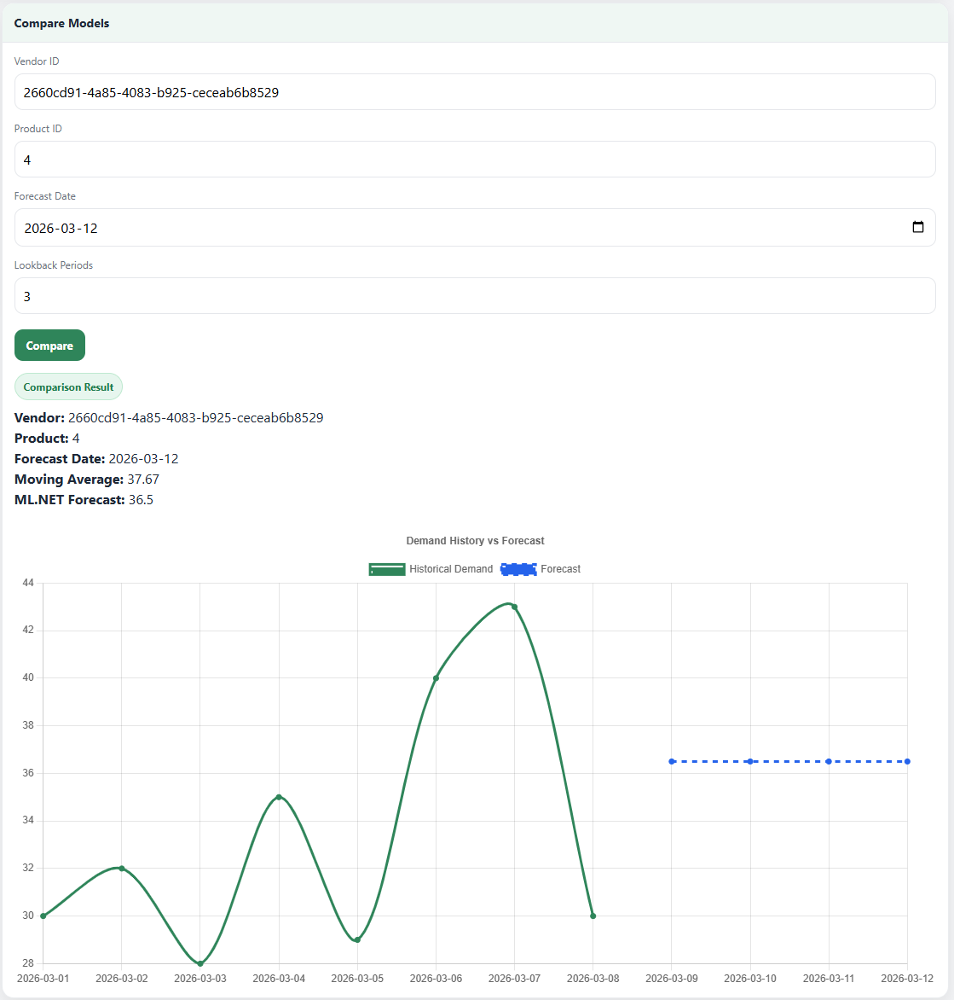 Compare Models
Vendor ID
2660cd91-4a85-4083-b925-ceceab6b8529
Product ID
4
Forecast Date
2026-03-12
Lookback Periods
3
Compare
Comparison Result
Vendor: 2660cd91-4a85-4083-b925-ceceab6b8529
Product: 4
Forecast Date: 2026-03-12
Moving Average: 37.67
ML.NET Forecast: 36.5
Demand History vs Forecast
Historical Demand Forecast
44
42
40
38
36
34
32
30
28
2026-03-01 2026-03-02 2026-03-03 2026-03-04 2026-03-05 2026-03-06 2026-03-07 2026-03-08 2026-03-09 2026-03-10 2026-03-11 2026-03-12